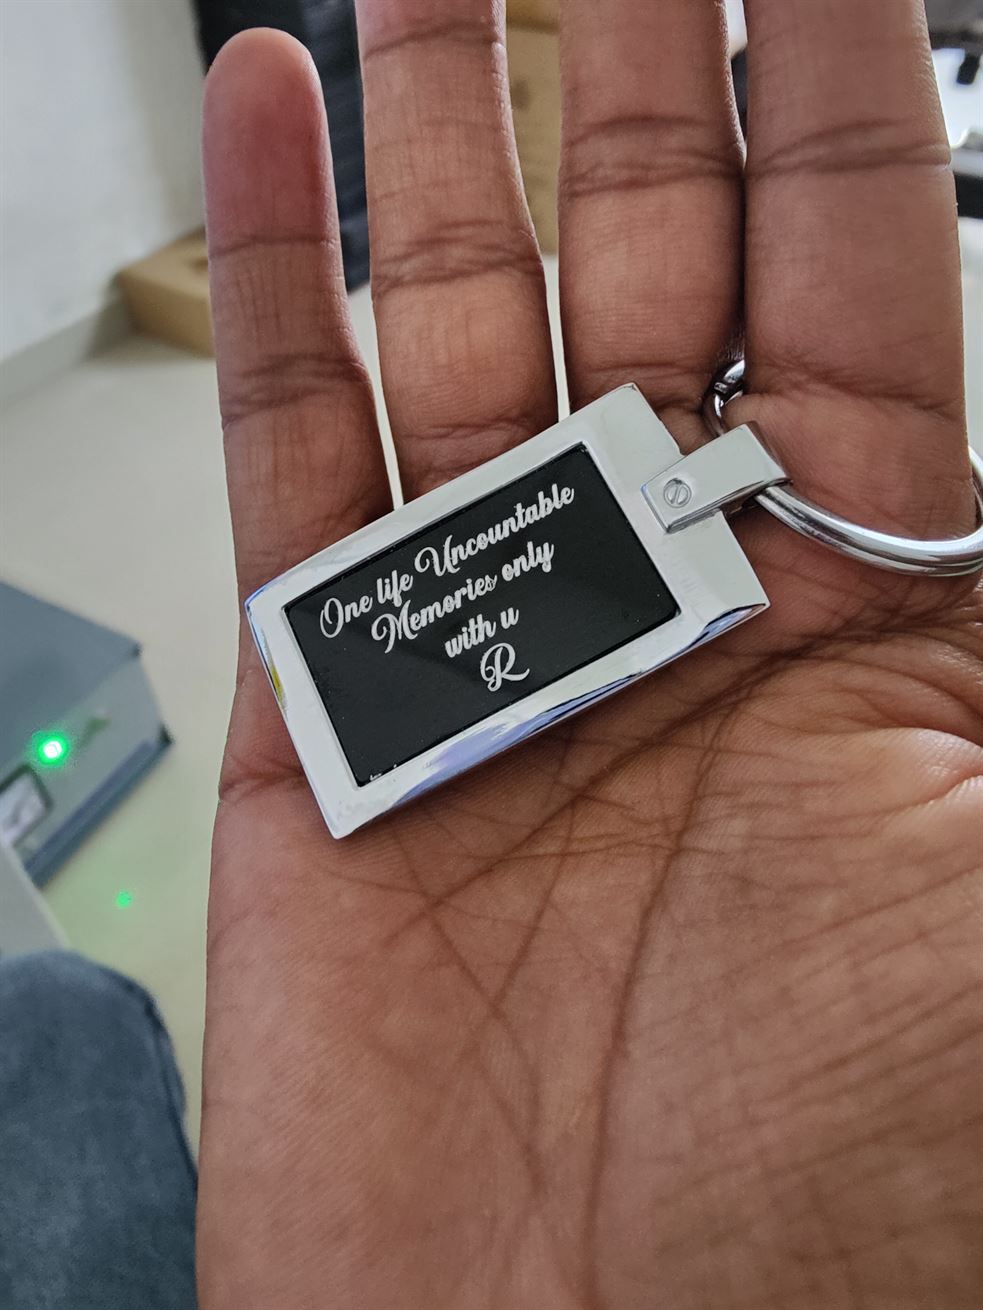 One life Uncountable
Memories only
with u
R